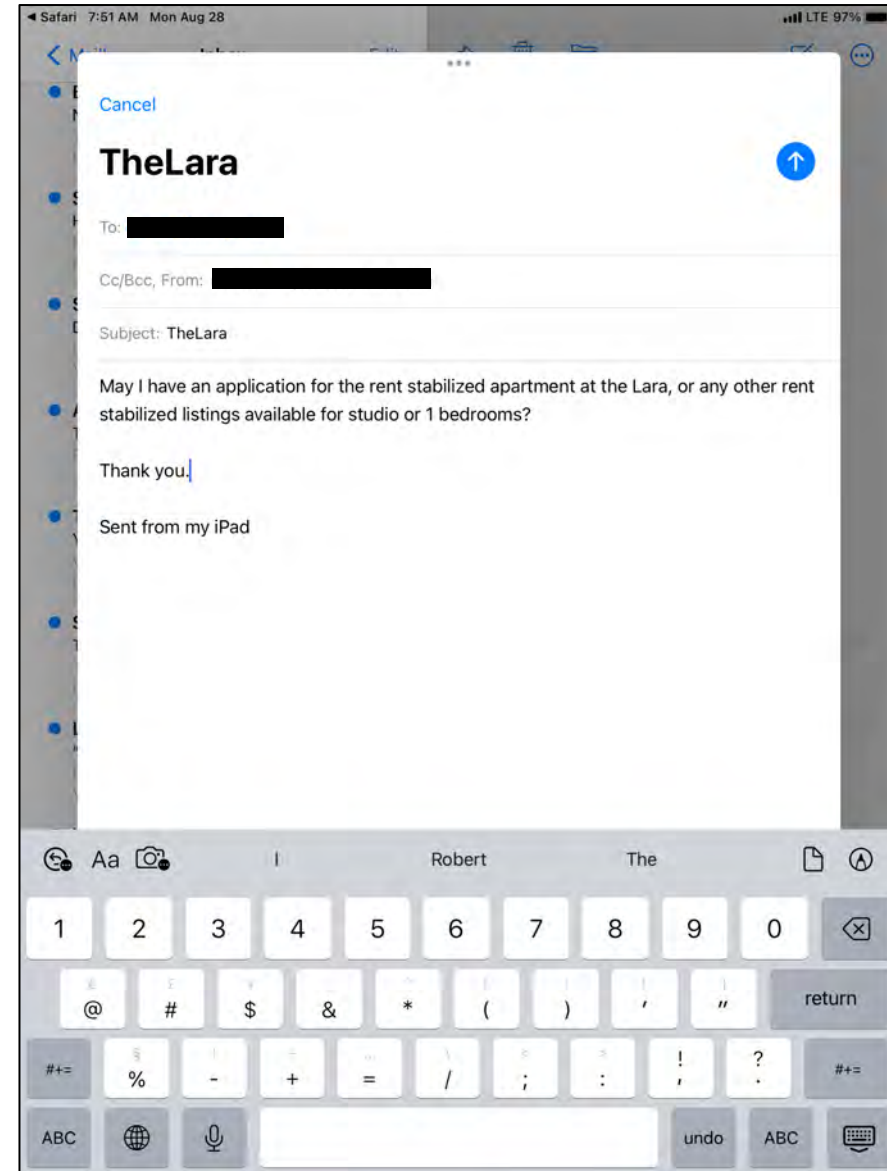 Safari 7:51 AM Mon Aug 28 LTE 97%
Cancel
TheLara
To:
Cc/Bcc, From:
Subject: TheLara
May I have an application for the rent stabilized apartment at the Lara, or any other rent
stabilized listings available for studio or 1 bedrooms?
Thank you.
Sent from my iPad
Aa I Robert The
1 2 3 4 5 6 7 8 9 0
@ # $ & * ( ) ' "
return
#+= % - + = / ; : ! , ? . #+=
ABC undo ABC